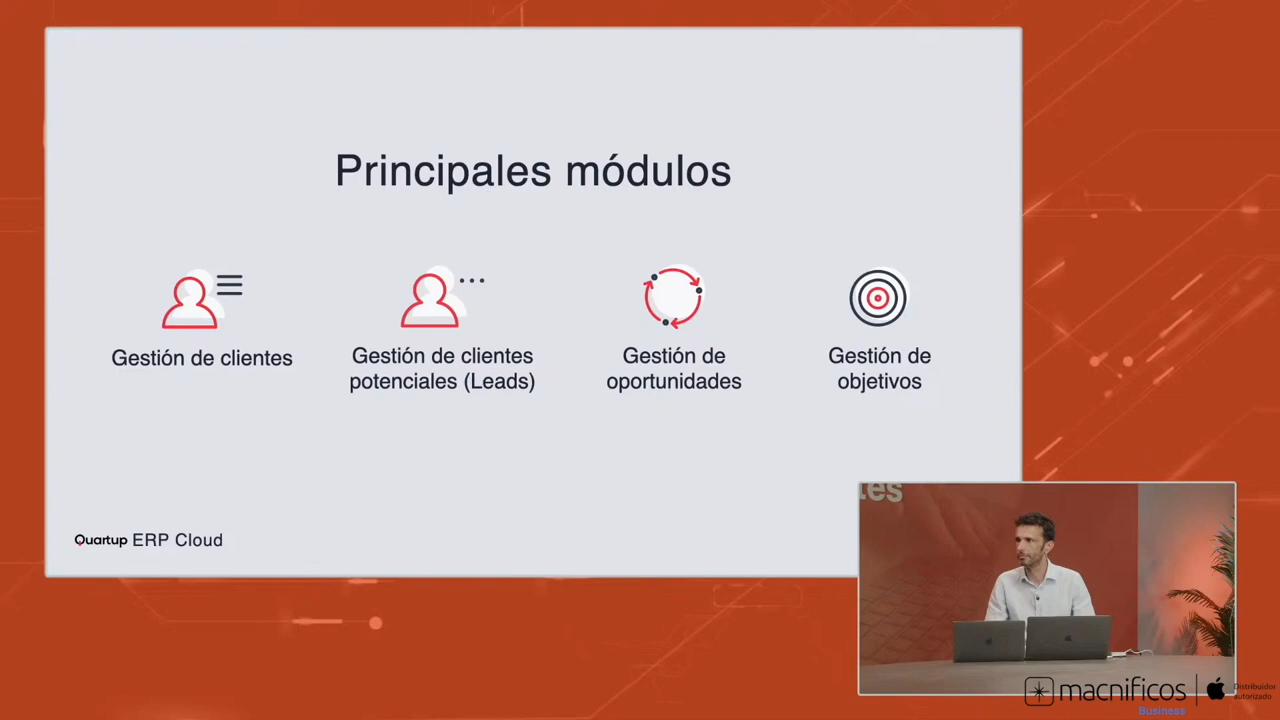 Principales módulos
Gestión de clientes
Gestión de clientes
potenciales (Leads)
Gestión de
oportunidades
Gestión de
objetivos
Quartup ERP Cloud
tes
macnificos
Business
Distribuidor
autorizado